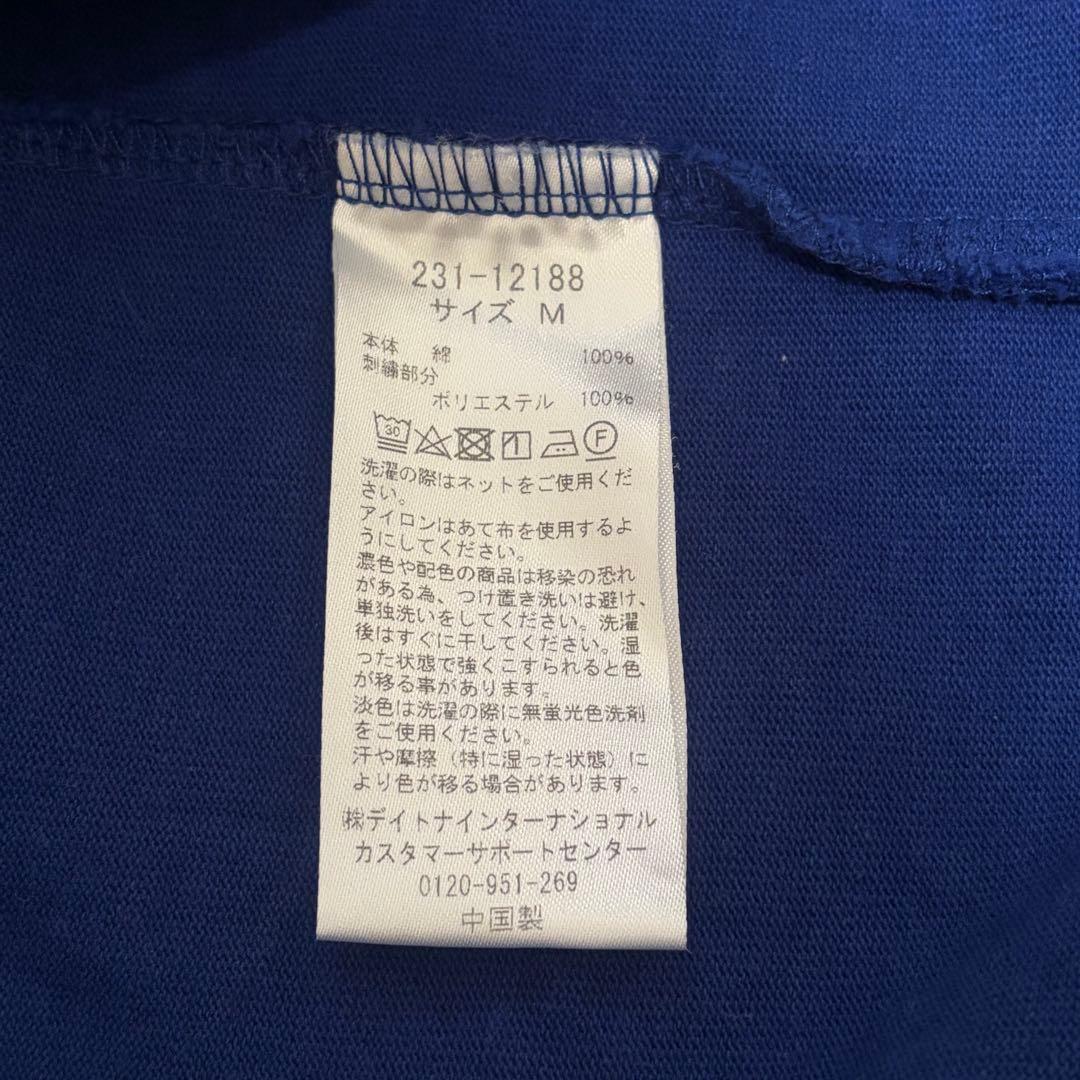 231-12188
サイズ M
本体 綿 100%
刺繍部分
ポリエステル 100%
30 F
洗濯の際はネットをご使用くだ
さい。
アイロンはあて布を使用するよ
うにしてください。
濃色や配色の商品は移染の恐れ
がある為、つけ置き洗いは避け、
単独洗いをしてください。洗濯
後はすぐに干してください。湿
った状態で強くこすられると色
が移る事があります。
淡色は洗濯の際に無蛍光色洗剤
をご使用ください。
汗や摩擦（特に湿った状態）に
より色が移る場合があります。
㈱デイトナインターナショナル
カスタマーサポートセンター
0120-951-269
中国製